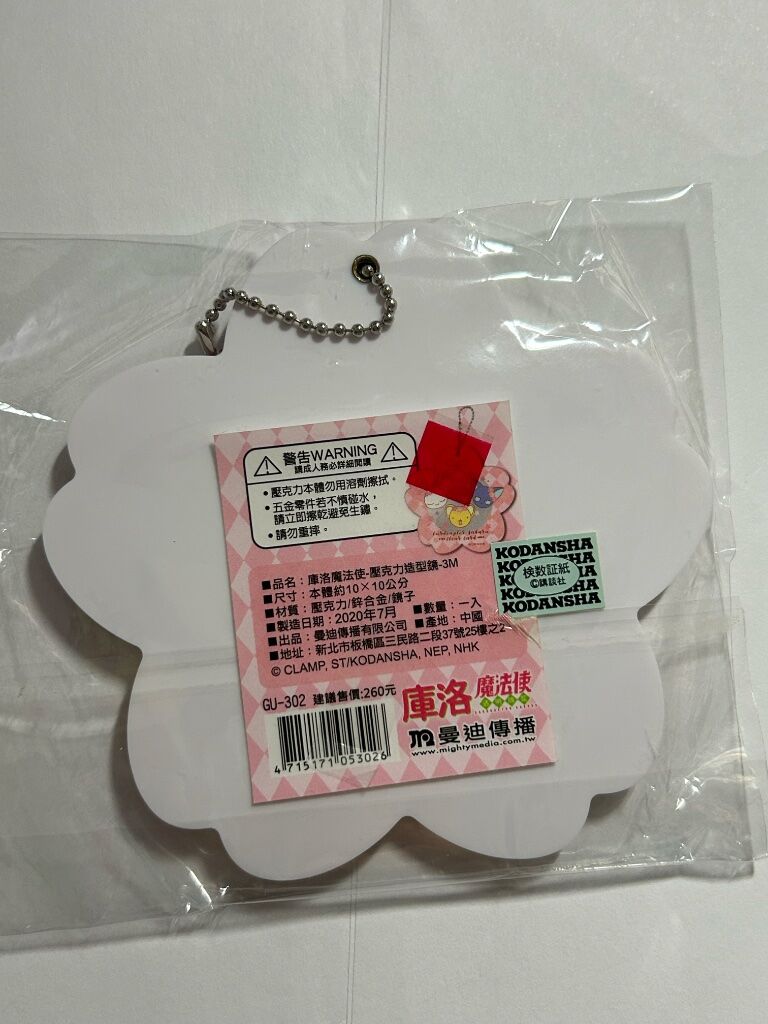 警告WARNING
請成人務必詳細閱讀
•壓克力本體勿用溶劑擦拭。
•五金零件若不慎碰水，
請立即擦乾避免生鏽。
•請勿重摔。
KODANSHA
検数証紙
©講談社
KODANSHA
■品名：庫洛魔法使-壓克力造型鏡-3M
■尺寸：本體約10×10公分
■材質：壓克力/鋅合金/鏡子
■製造日期：2020年7月 ■數量：一入
■出品：曼迪傳播有限公司 ■產地：中國
■地址：新北市板橋區三民路二段37號25樓之2
© CLAMP, ST/KODANSHA, NEP, NHK
GU-302 建議售價:260元
庫洛魔法使
4 715171 053026
曼迪傳播
www.mightymedia.com.tw